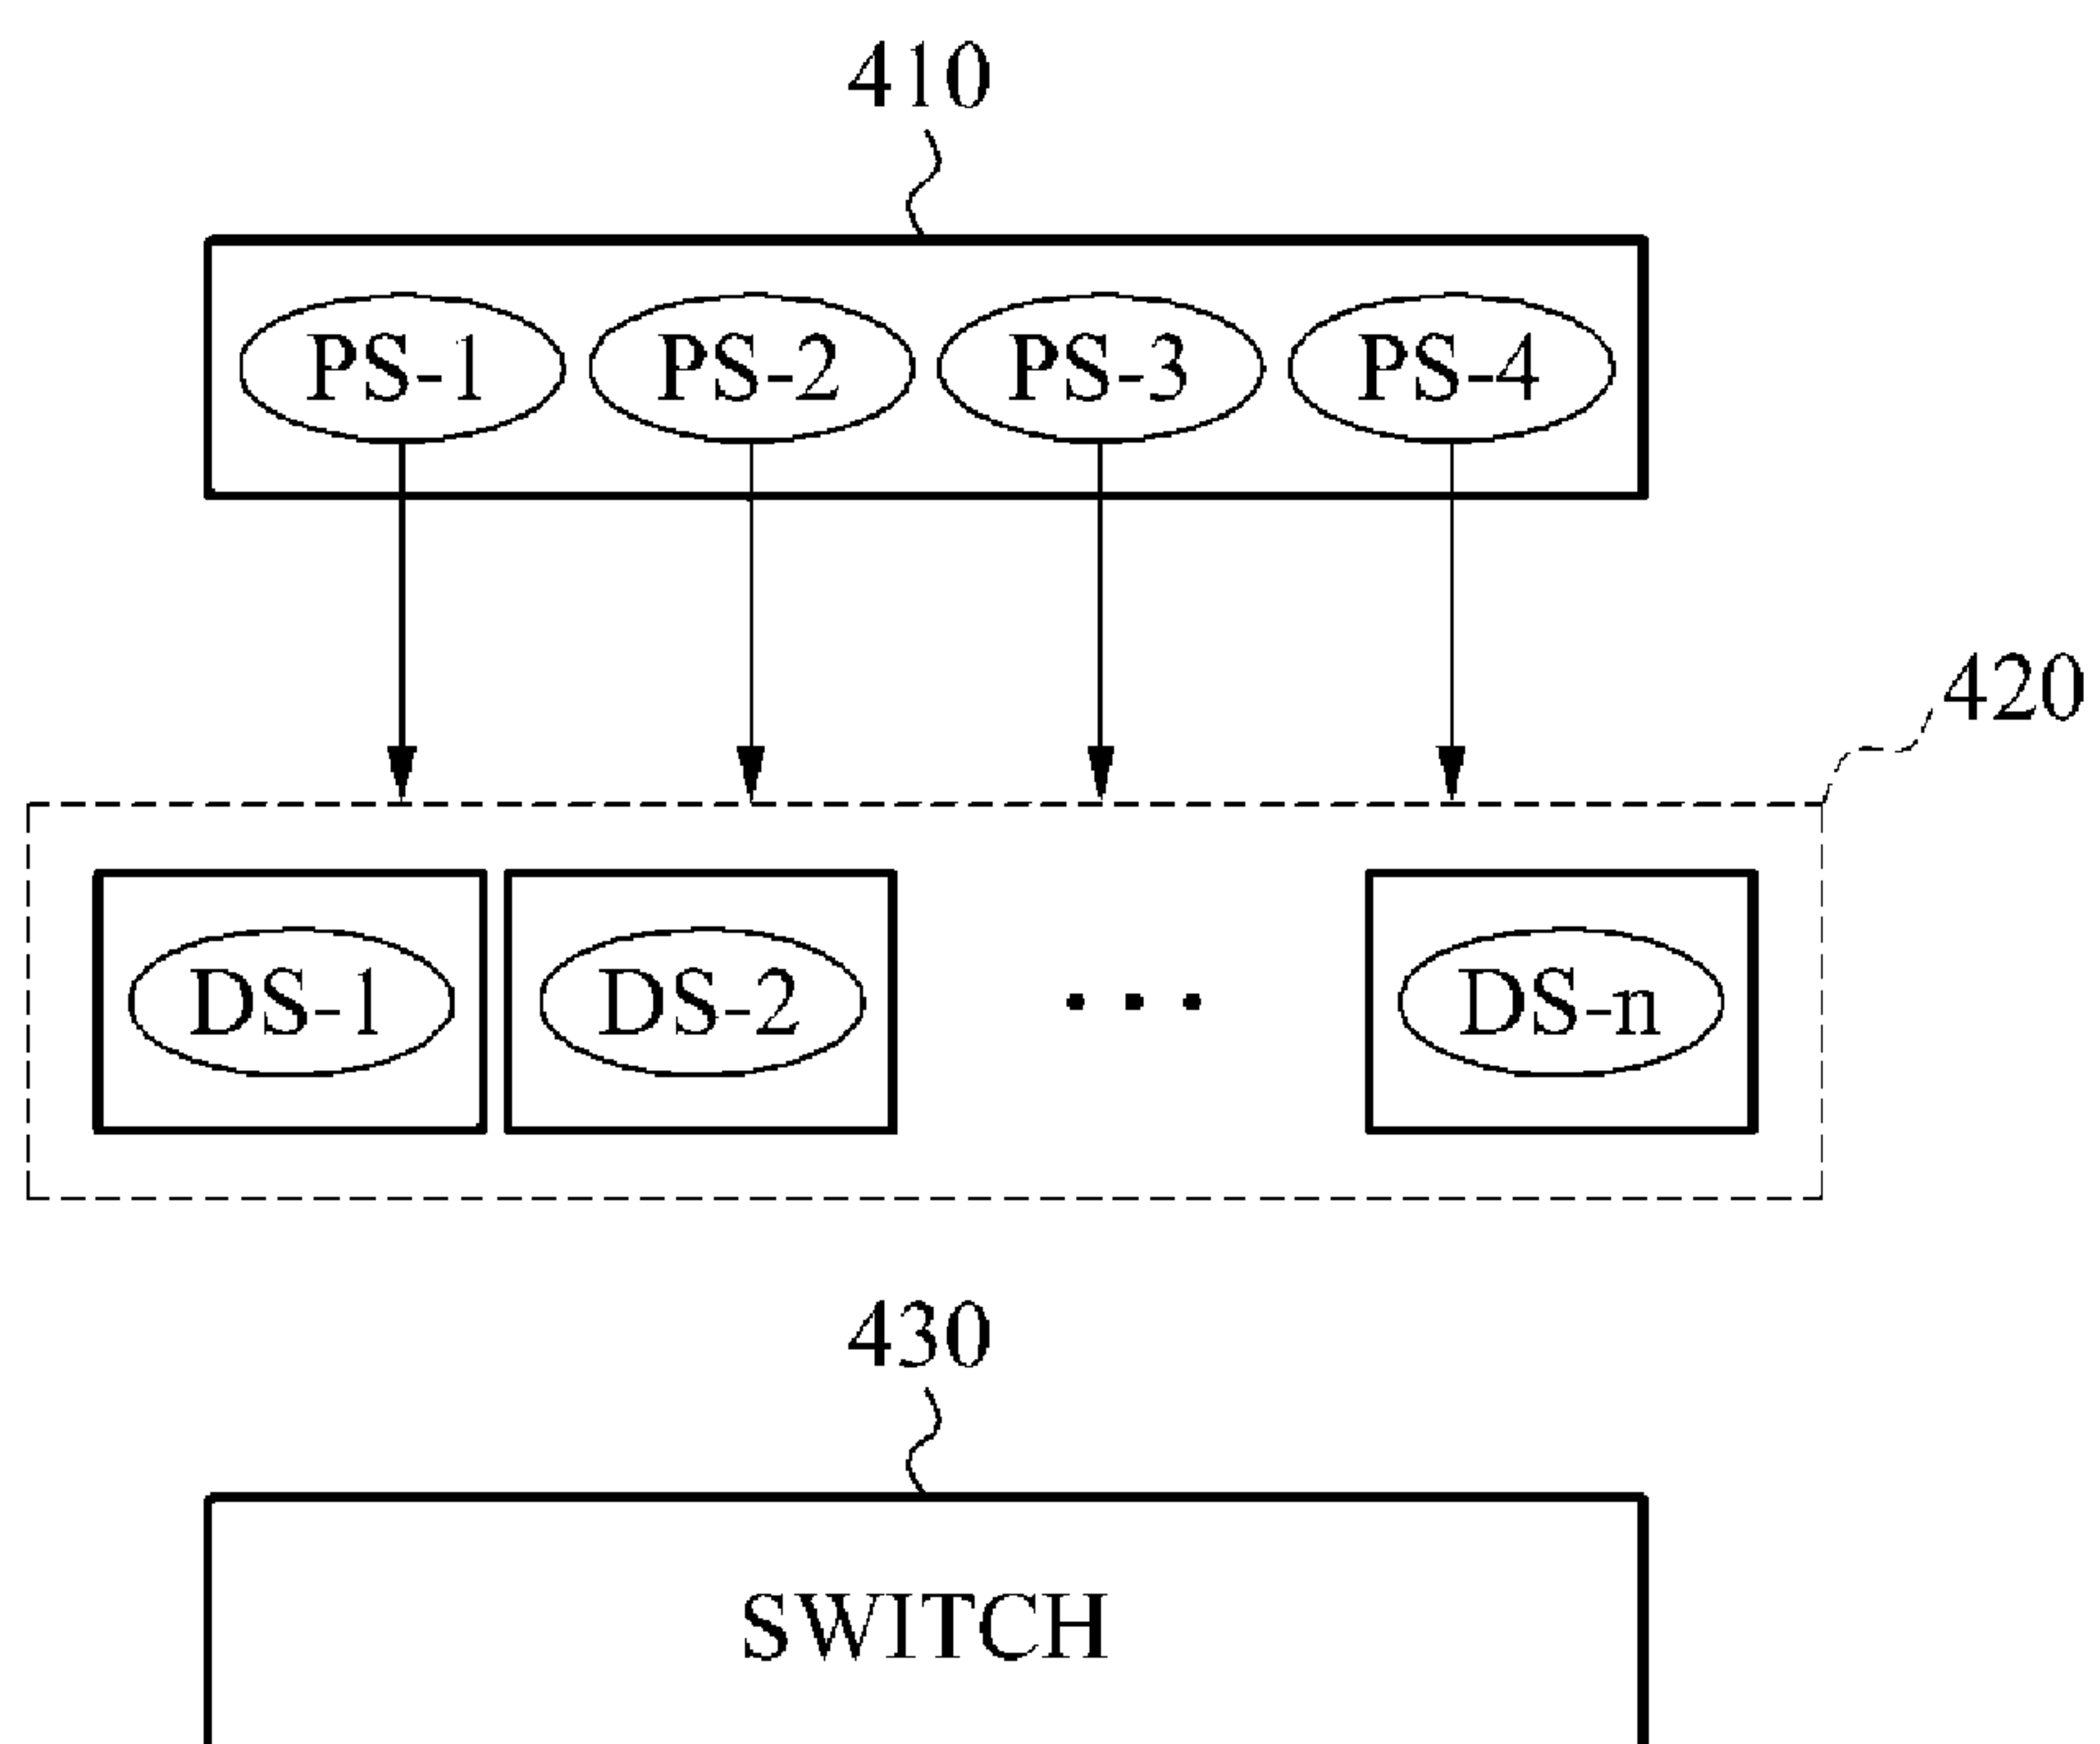 410
PS-1 PS-2 PS-3 PS-4
420
DS-1 DS-2 ... DS-n
430
SWITCH